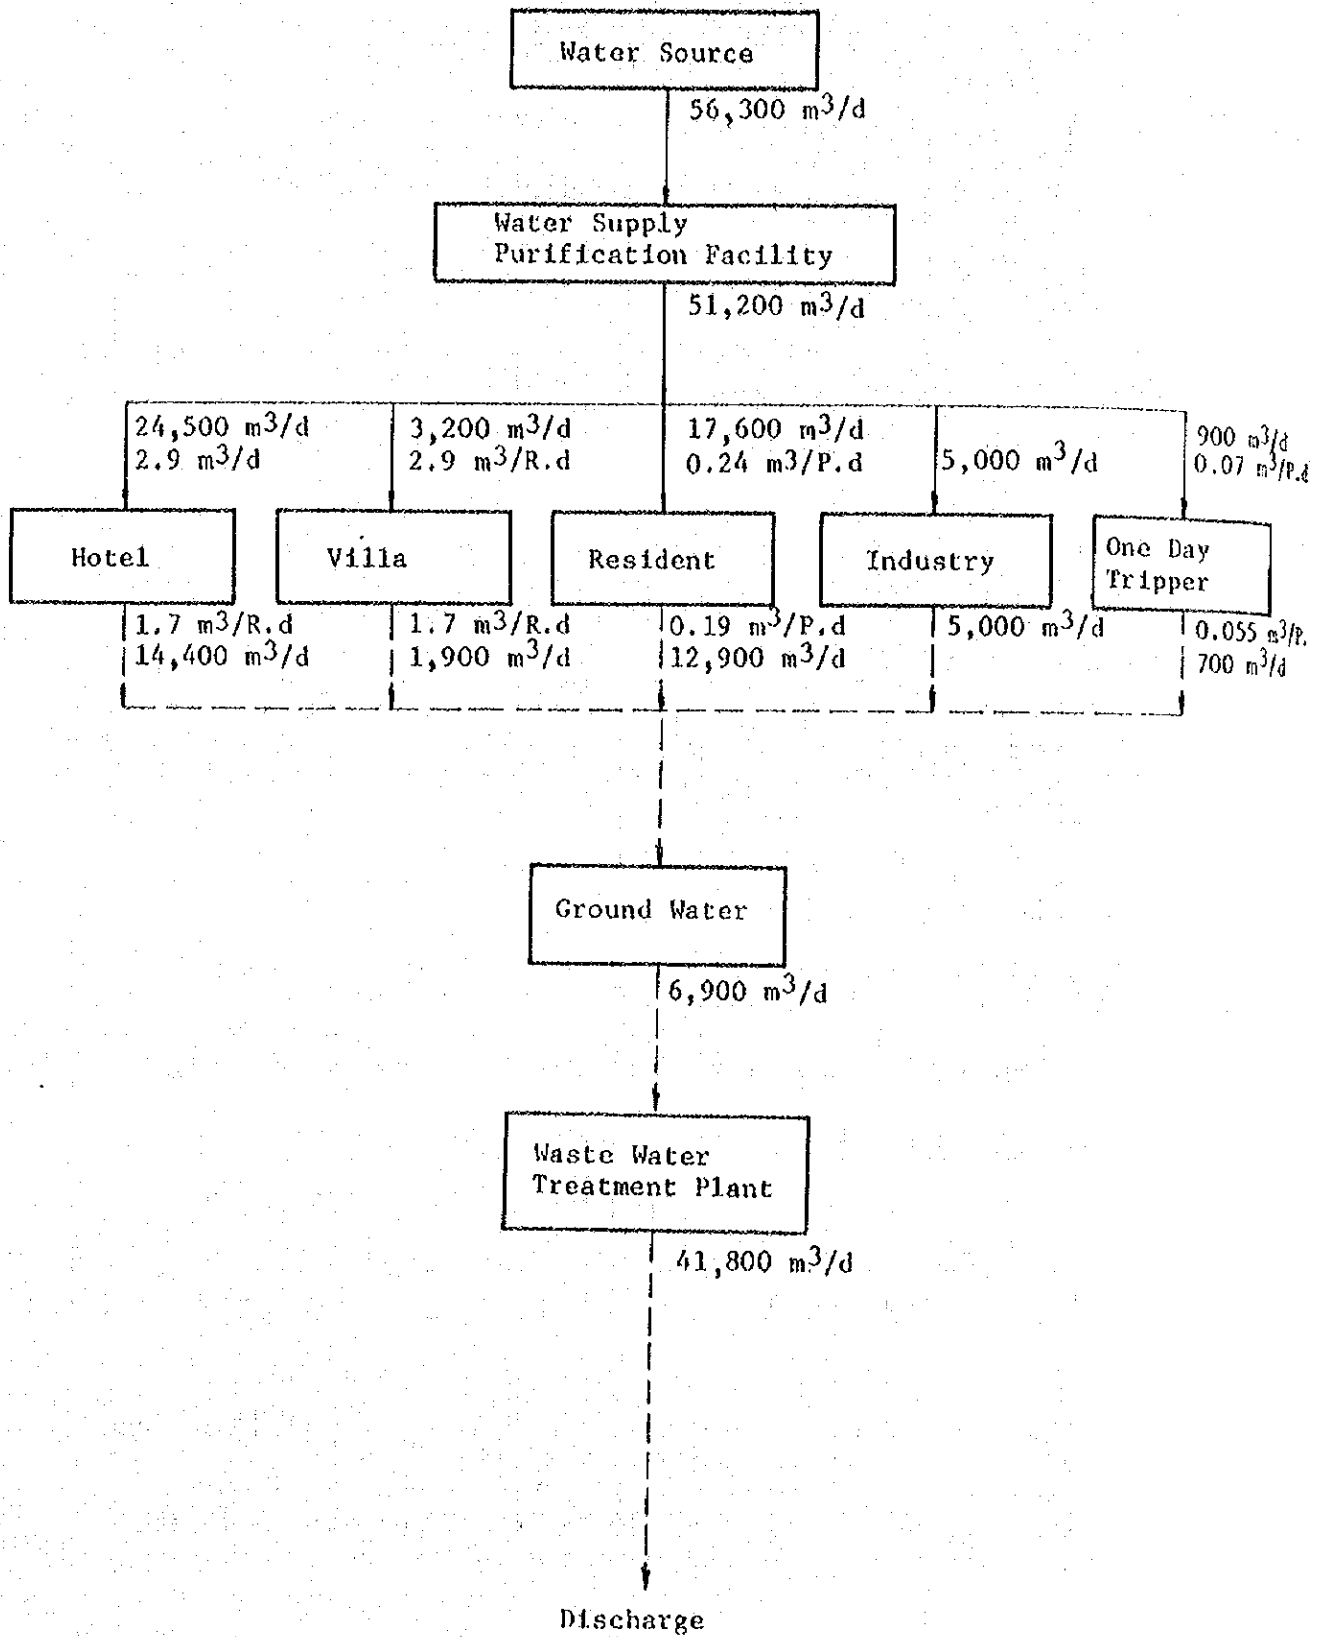 Water Source
56,300 m3/d
Water Supply
Purification Facility
51,200 m3/d
24,500 m3/d
2.9 m3/d
3,200 m3/d
2.9 m3/R.d
17,600 m3/d
0.24 m3/P.d
5,000 m3/d
900 m3/d
0.07 m3/P.d
Hotel
Villa
Resident
Industry
One Day
Tripper
1.7 m3/R.d
14,400 m3/d
1.7 m3/R.d
1,900 m3/d
0.19 m3/P.d
12,900 m3/d
5,000 m3/d
0.055 m3/P.
700 m3/d
Ground Water
6,900 m3/d
Waste Water
Treatment Plant
41,800 m3/d
Discharge